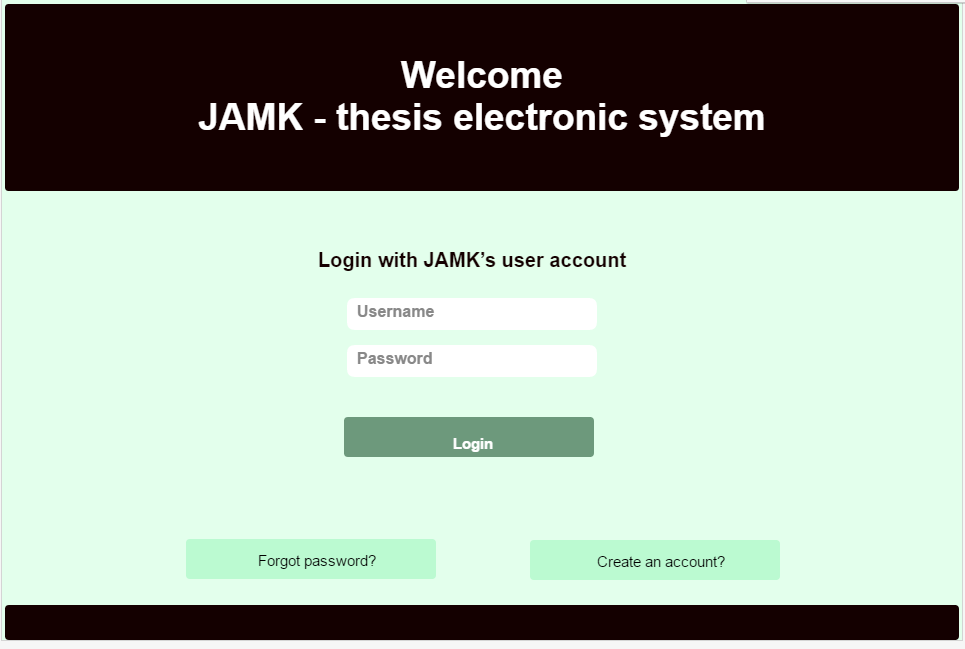 Welcome
JAMK - thesis electronic system
Login with JAMK’s user account
Username
Password
Login
Forgot password?
Create an account?